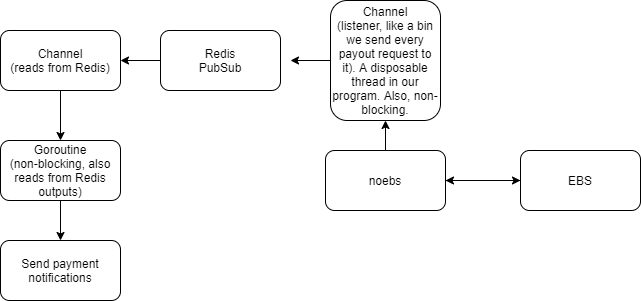 Channel
(reads from Redis)
Redis
PubSub
Channel
(listener, like a bin
we send every
payout request to
it). A disposable
thread in our
program. Also, non-
blocking.
Goroutine
(non-blocking, also
reads from Redis
outputs)
noebs
EBS
Send payment
notifications